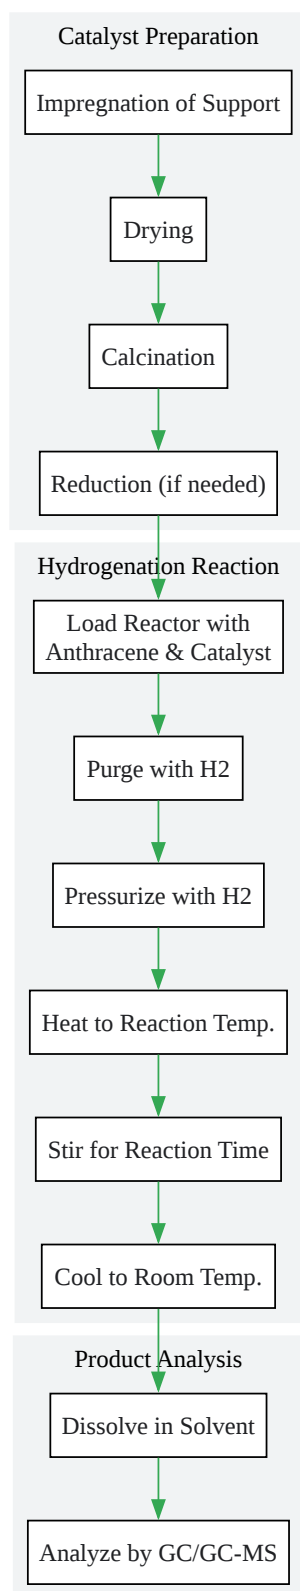 Catalyst Preparation
Impregnation of Support
Drying
Calcination
Reduction (if needed)
Hydrogenation Reaction
Load Reactor with
Anthracene & Catalyst
Purge with H2
Pressurize with H2
Heat to Reaction Temp.
Stir for Reaction Time
Cool to Room Temp.
Product Analysis
Dissolve in Solvent
Analyze by GC/GC-MS